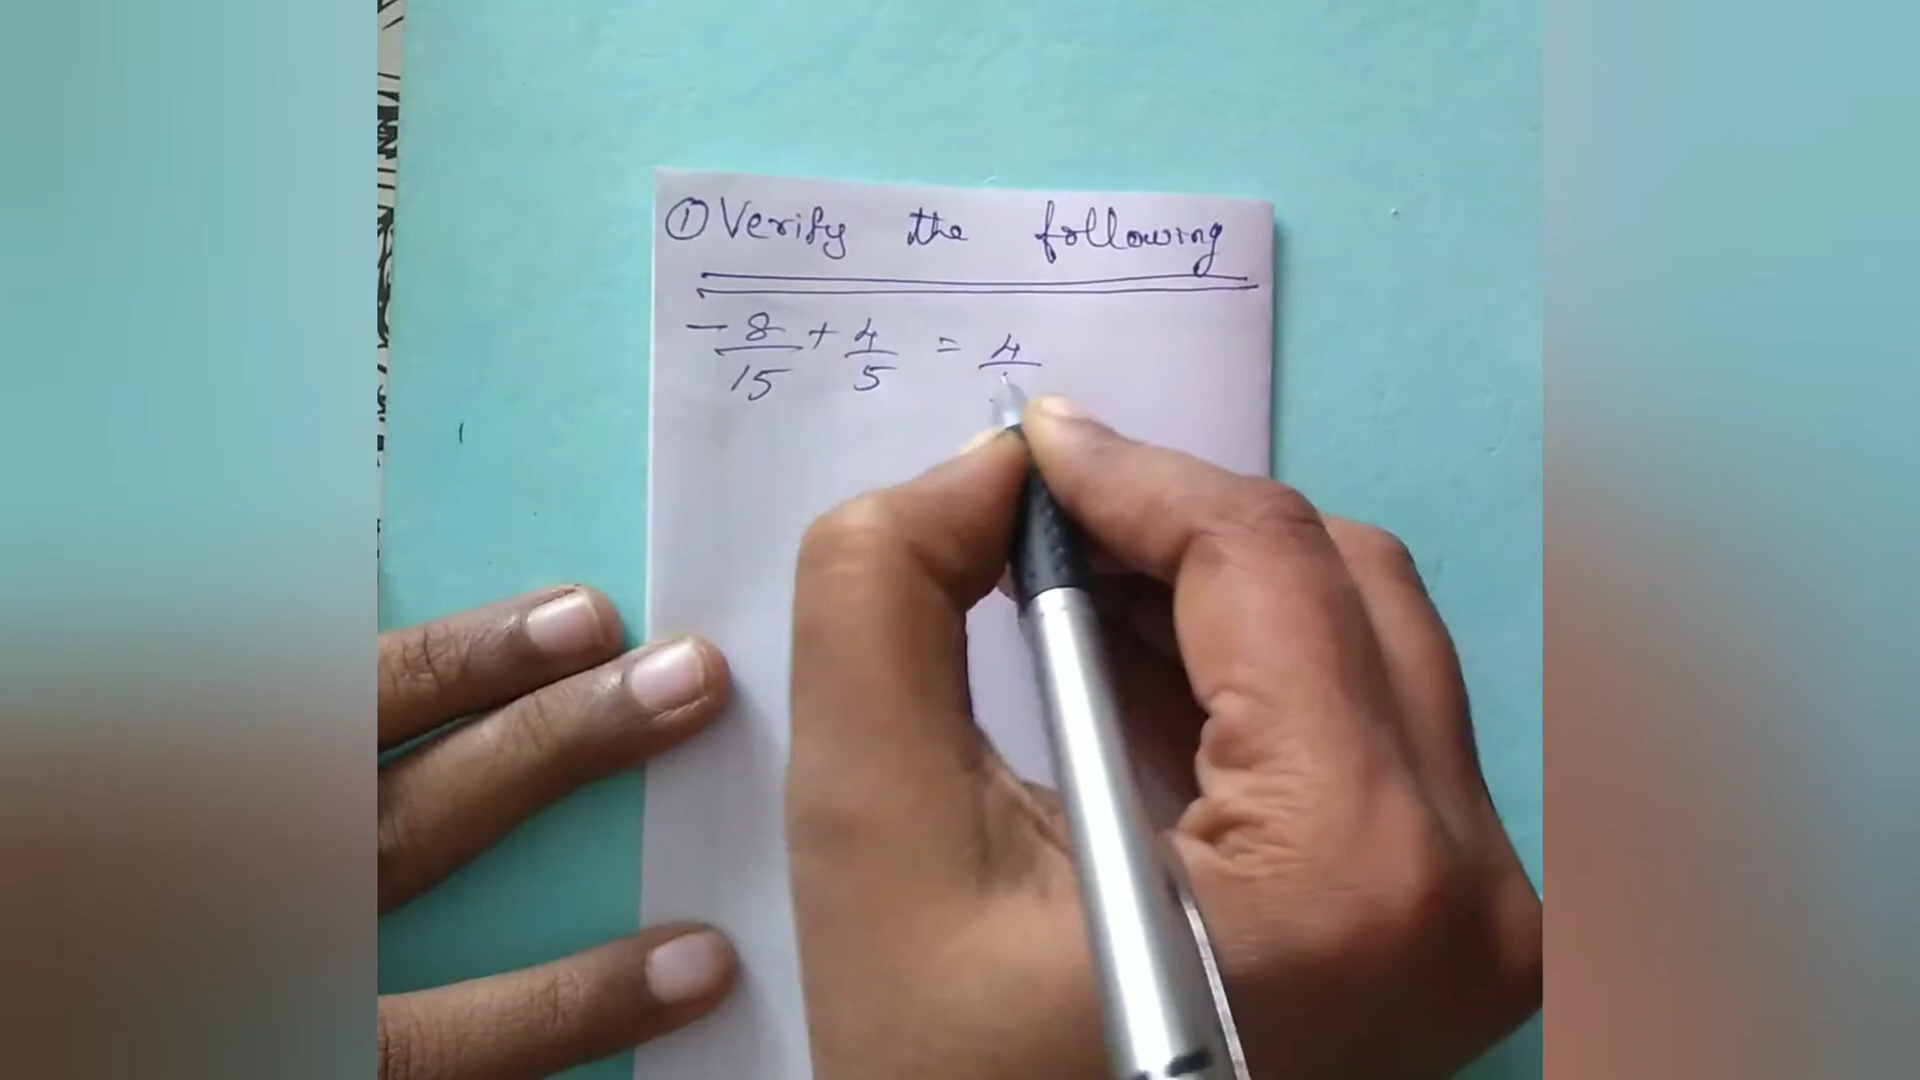 ① Verify the following
-8/15 + 4/5 = 4/